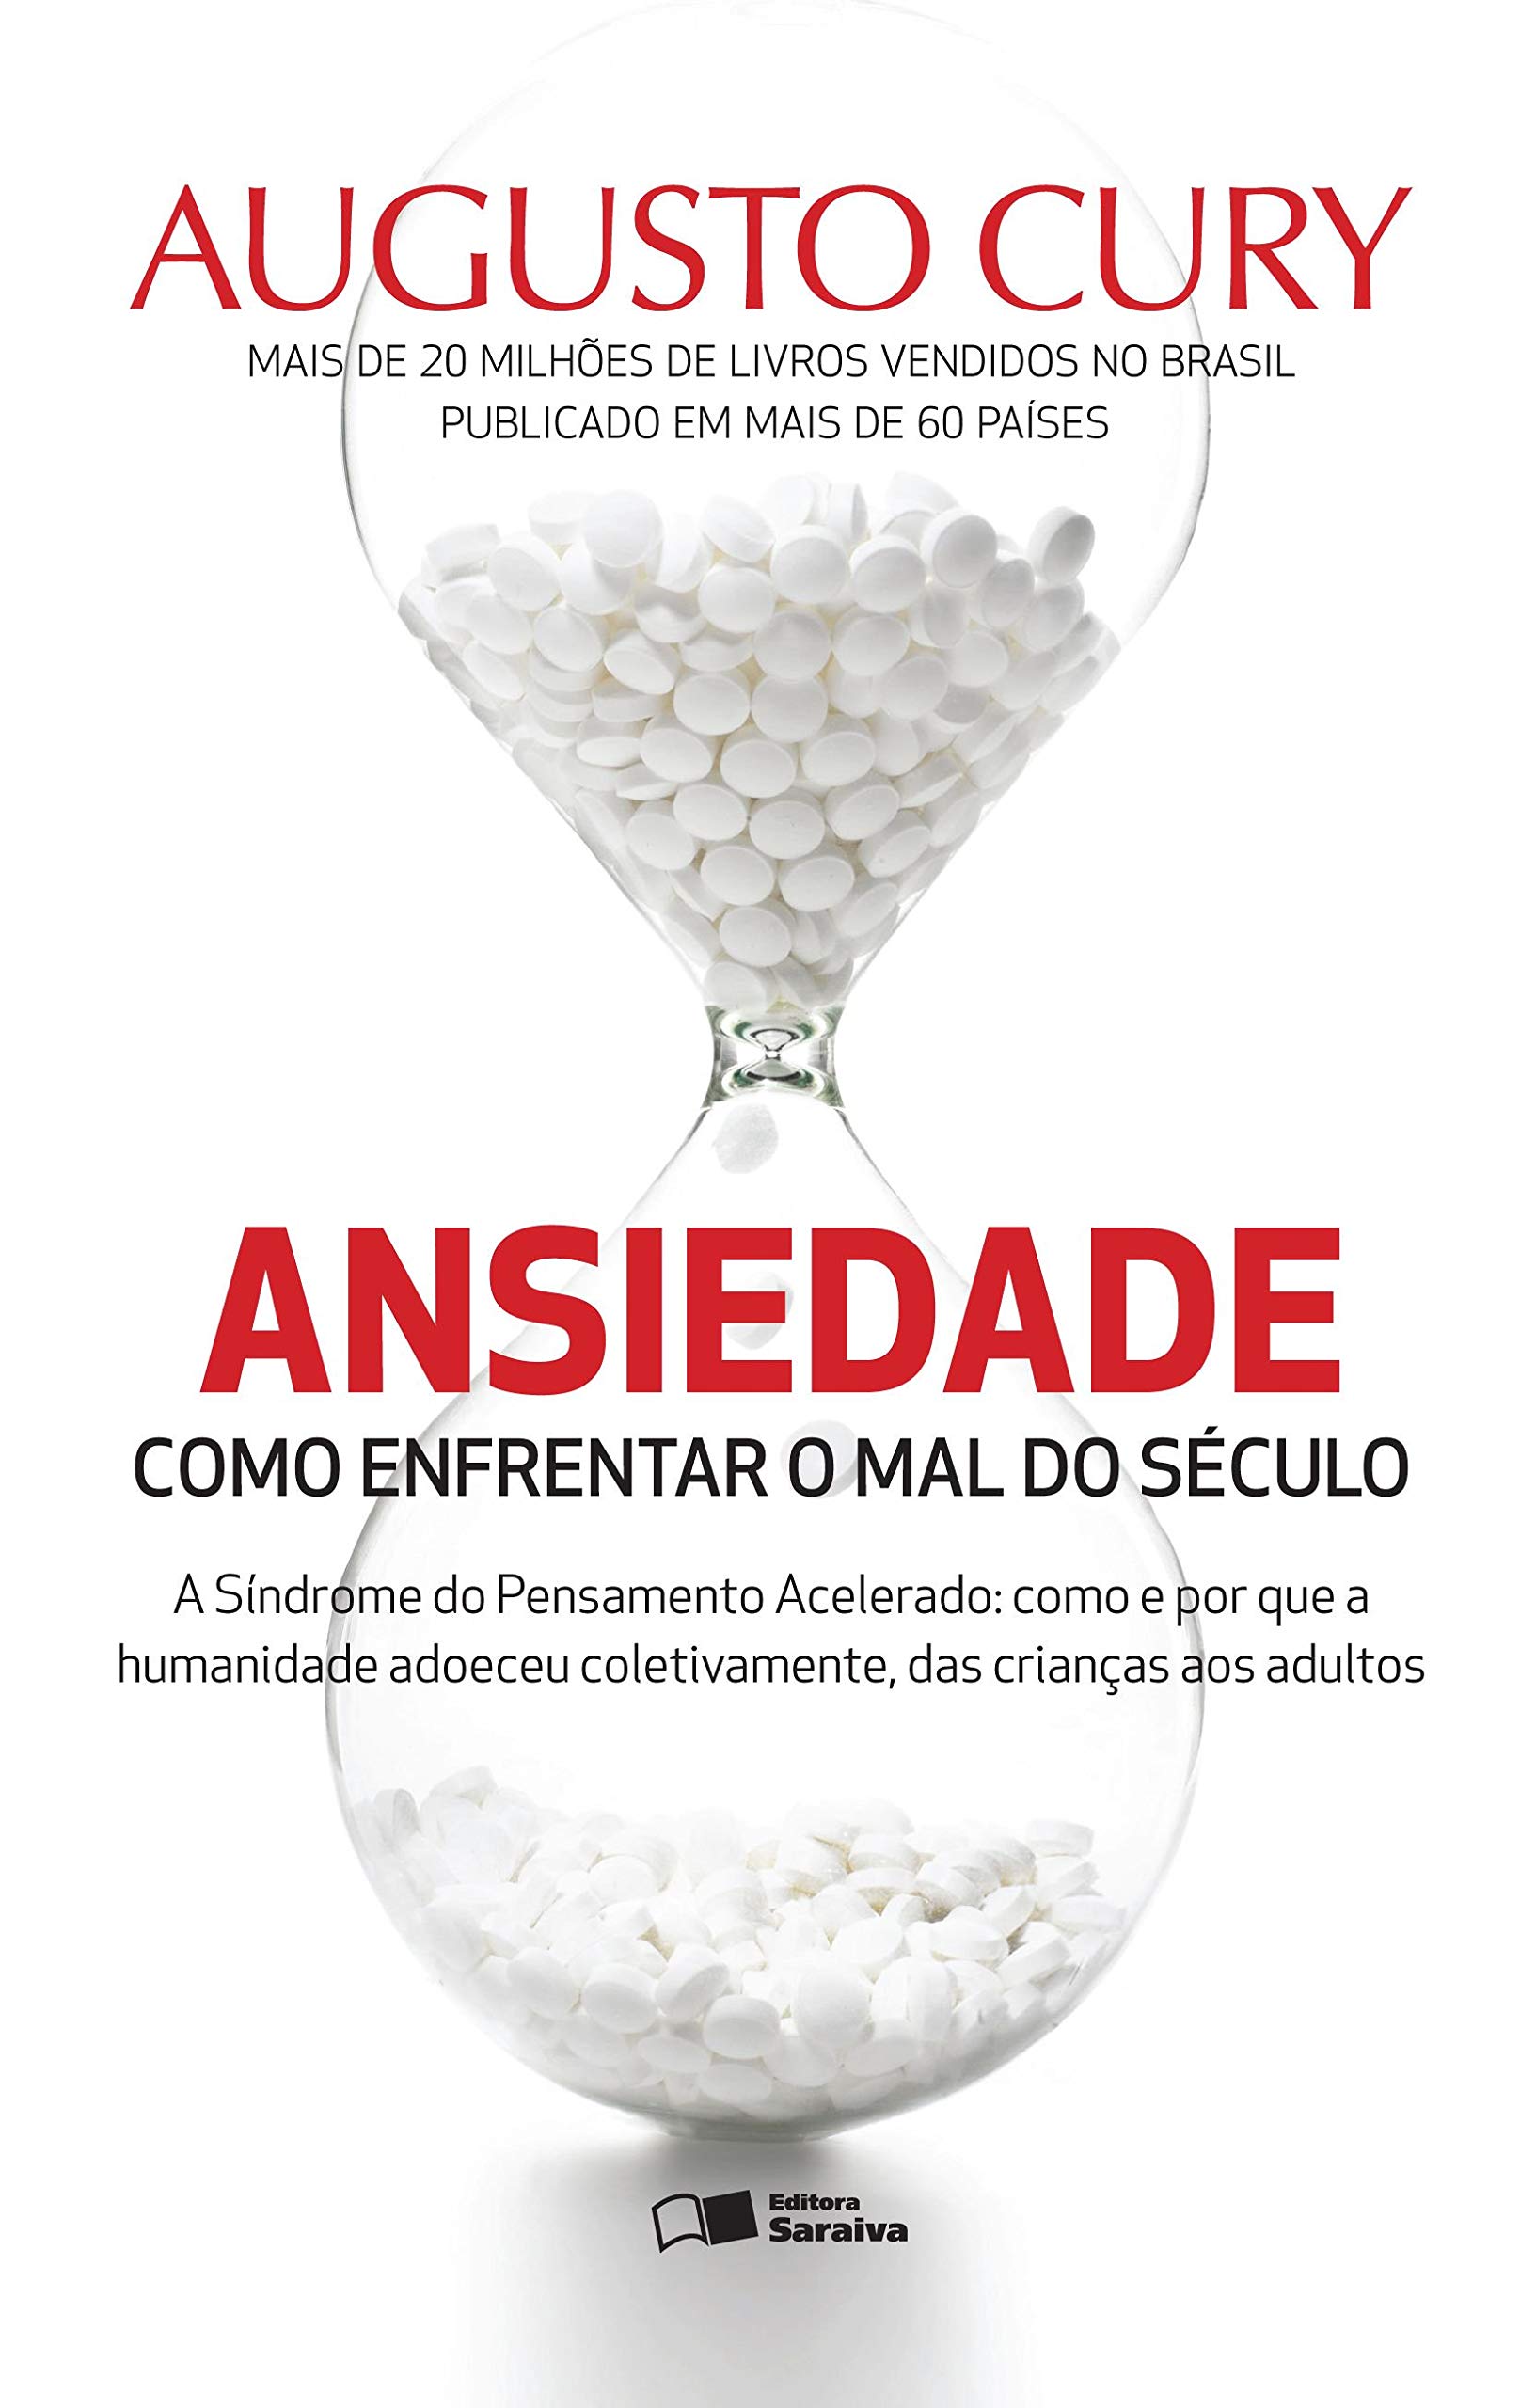 AUGUSTO CURY
MAIS DE 20 MILHÕES DE LIVROS VENDIDOS NO BRASIL
PUBLICADO EM MAIS DE 60 PAÍSES
ANSIEDADE
COMO ENFRENTAR O MAL DO SÉCULO
A Síndrome do Pensamento Acelerado: como e por que a
humanidade adoeceu coletivamente, das crianças aos adultos
Editora
Saraiva